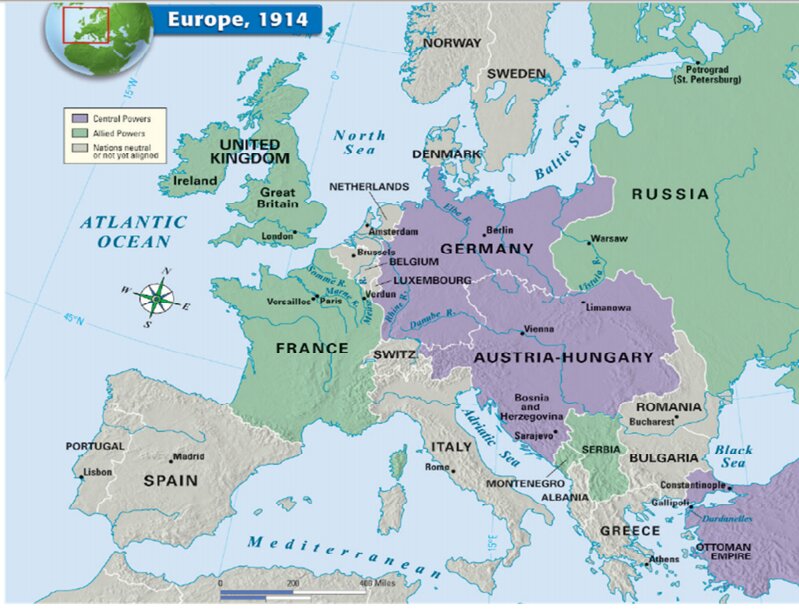 Europe, 1914
Central Powers
Allied Powers
Nations neutral
or not yet aligned
15°W
0°
NORWAY
SWEDEN
Petrograd
(St. Petersburg)
North
Sea
Baltic Sea
UNITED
KINGDOM
Ireland
Great
Britain
London
DENMARK
NETHERLANDS
Amsterdam
Elbe R.
Berlin
GERMANY
RUSSIA
Warsaw
Vistula R.
ATLANTIC
OCEAN
Brussels
BELGIUM
LUXEMBOURG
Somme R.
Marne R.
Versailles
Paris
Verdun
Meuse R.
Rhine R.
Danube R.
Limanowa
Vienna
N
W
E
S
45°N
FRANCE
SWITZ.
AUSTRIA-HUNGARY
Bosnia
and
Herzegovina
Sarajevo
ROMANIA
Bucharest
PORTUGAL
Lisbon
Madrid
SPAIN
ITALY
Rome
Adriatic Sea
SERBIA
MONTENEGRO
ALBANIA
BULGARIA
Black
Sea
Constantinople
Gallipoli
Dardanelles
GREECE
Athens
OTTOMAN
EMPIRE
Mediterranean
15°E
0
200
400 Miles